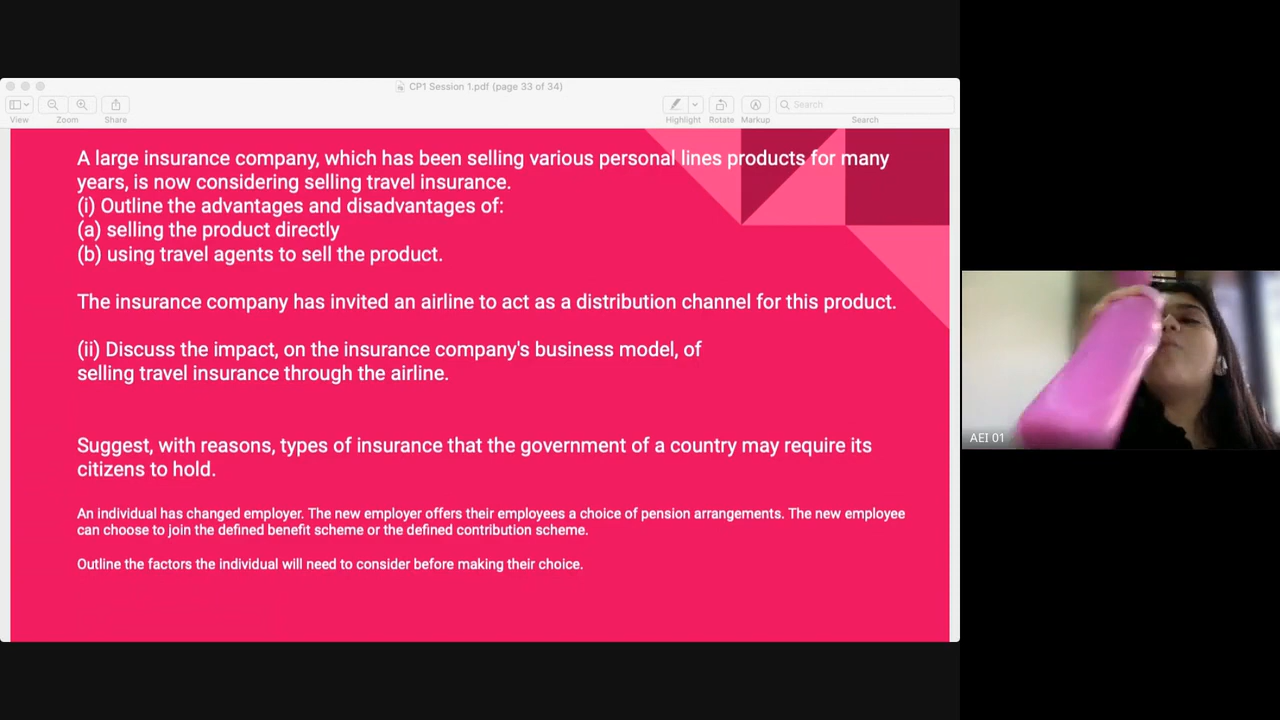 CP1 Session 1.pdf (page 33 of 34)
View
Zoom
Share
Highlight
Rotate
Markup
Search
Search
A large insurance company, which has been selling various personal lines products for many
years, is now considering selling travel insurance.
(i) Outline the advantages and disadvantages of:
(a) selling the product directly
(b) using travel agents to sell the product.
The insurance company has invited an airline to act as a distribution channel for this product.
(ii) Discuss the impact, on the insurance company's business model, of
selling travel insurance through the airline.
Suggest, with reasons, types of insurance that the government of a country may require its
citizens to hold.
An individual has changed employer. The new employer offers their employees a choice of pension arrangements. The new employee
can choose to join the defined benefit scheme or the defined contribution scheme.
Outline the factors the individual will need to consider before making their choice.
AEI 01